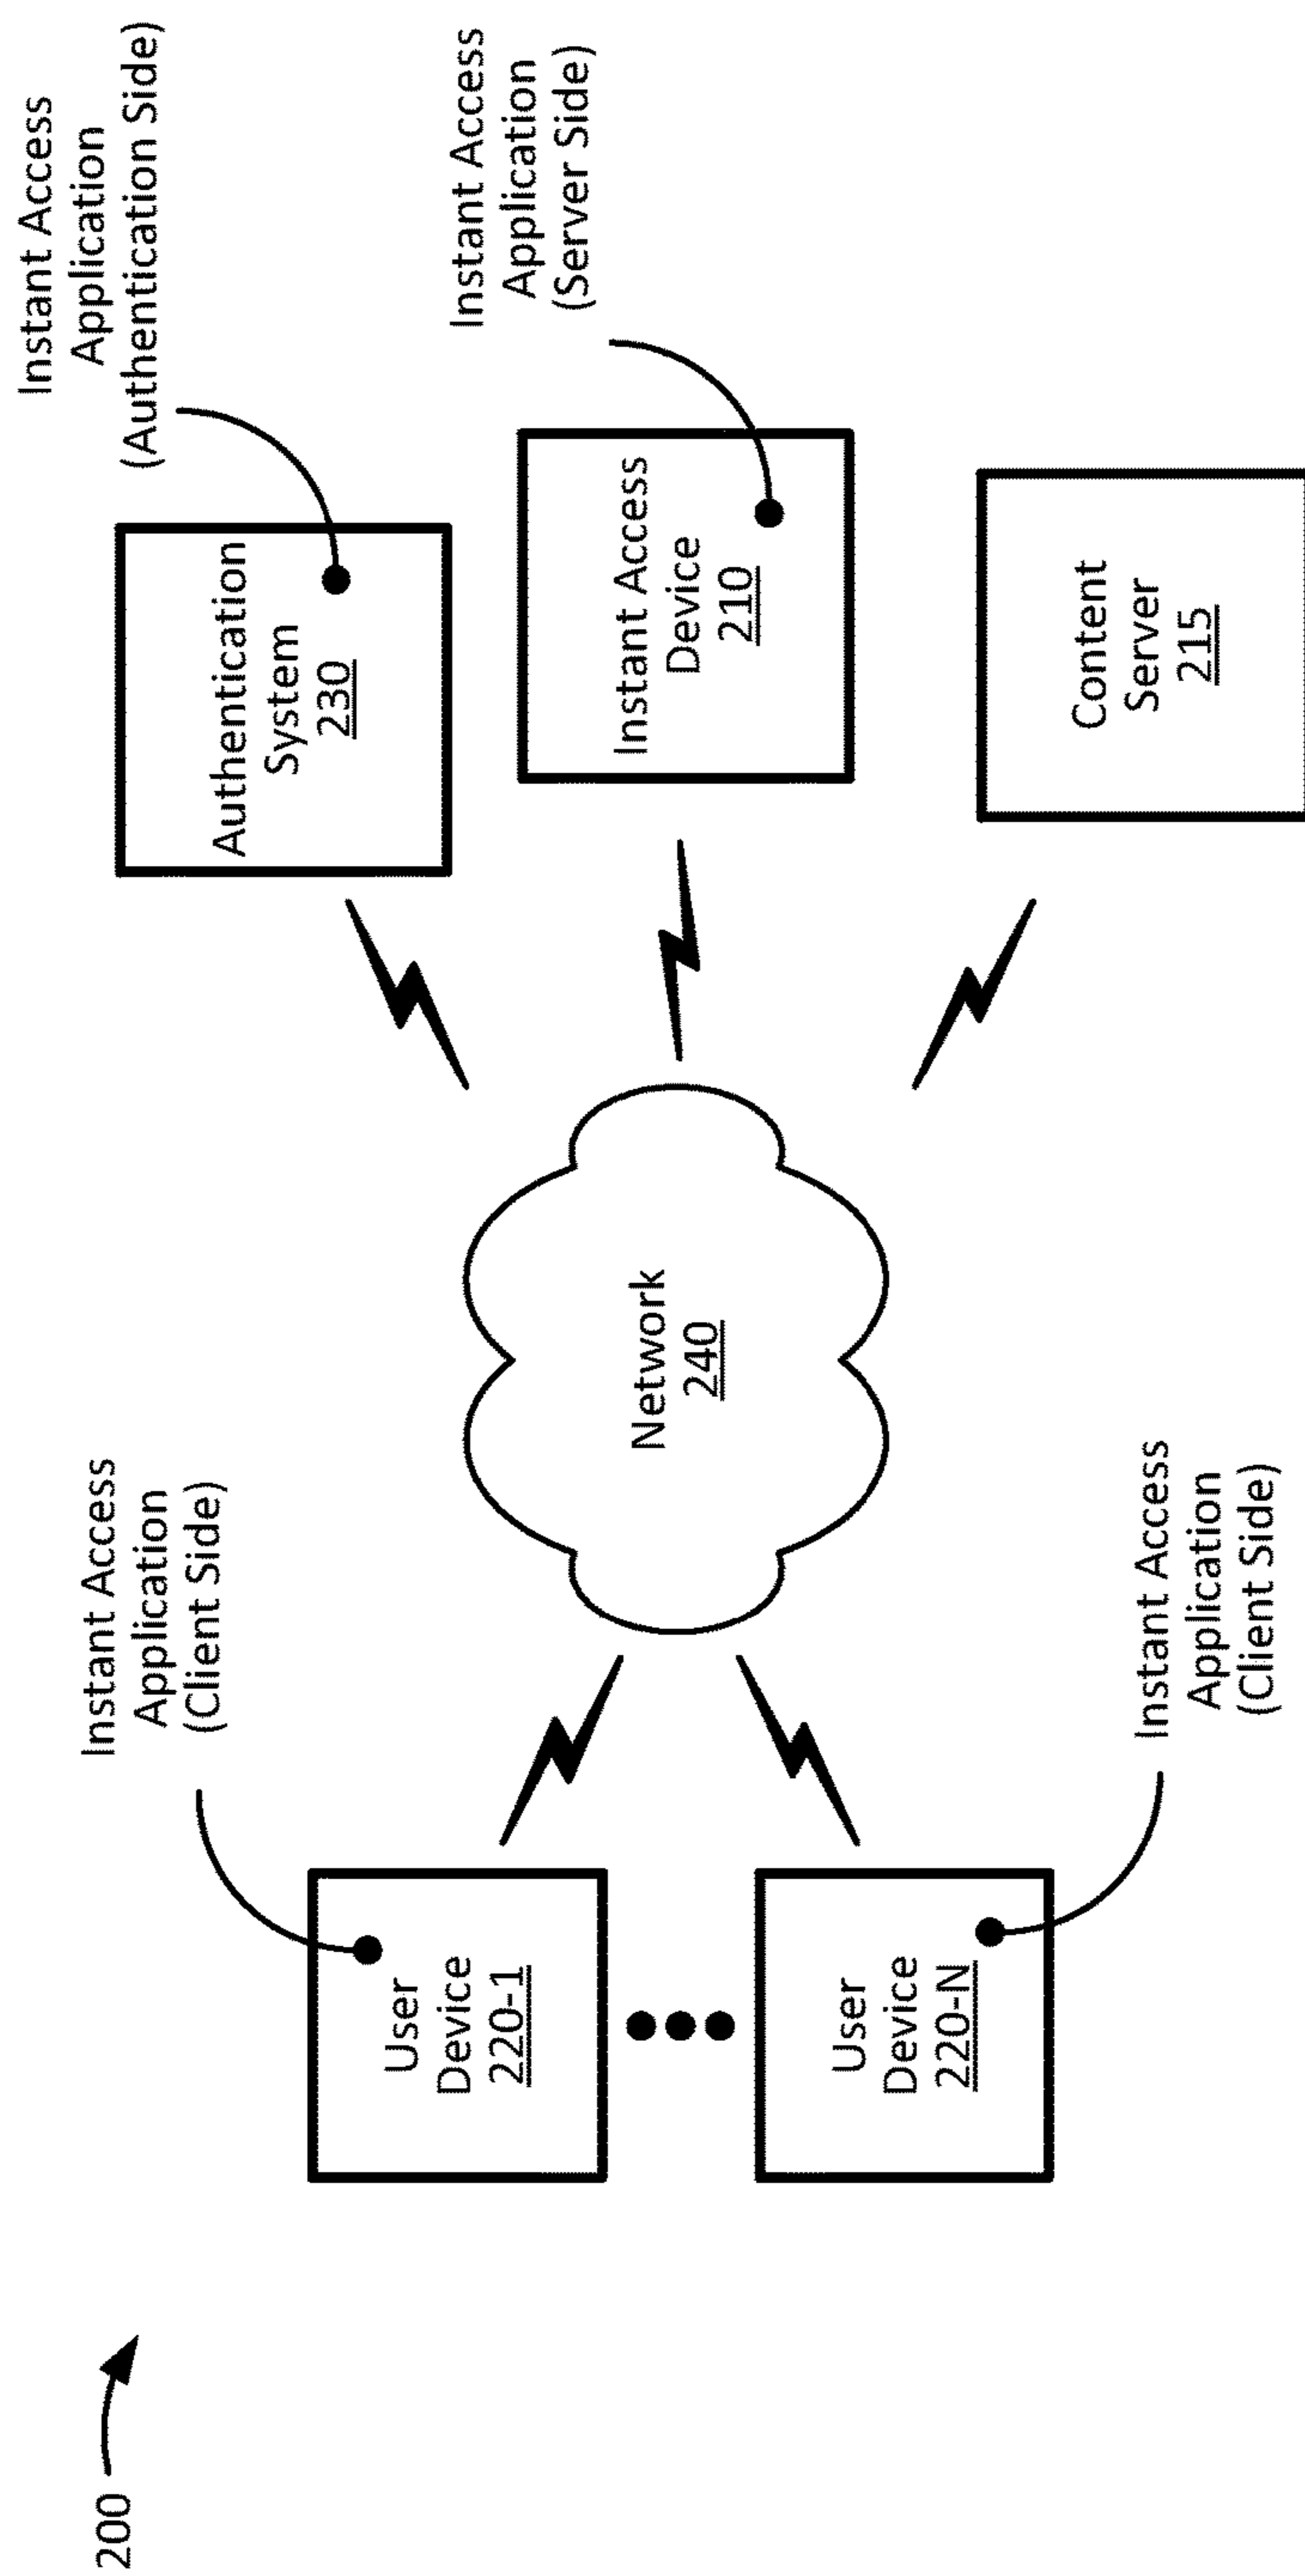 200
Instant Access
Application
(Client Side)
User
Device
220-1
User
Device
220-N
Instant Access
Application
(Client Side)
Network
240
Instant Access
Application
(Authentication Side)
Authentication
System
230
Instant Access
Application
(Server Side)
Instant Access
Device
210
Content
Server
215